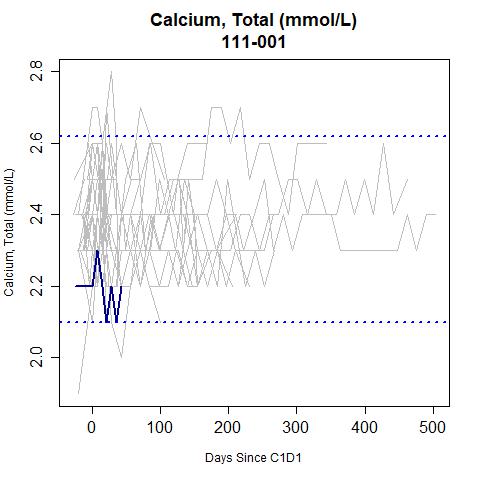 Calcium, Total (mmol/L)
111-001
Calcium, Total (mmol/L)
2.8
2.6
2.4
2.2
2.0
0 100 200 300 400 500
Days Since C1D1